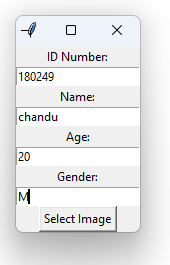 ID Number:
180249
Name:
chandu
Age:
20
Gender:
M
Select Image